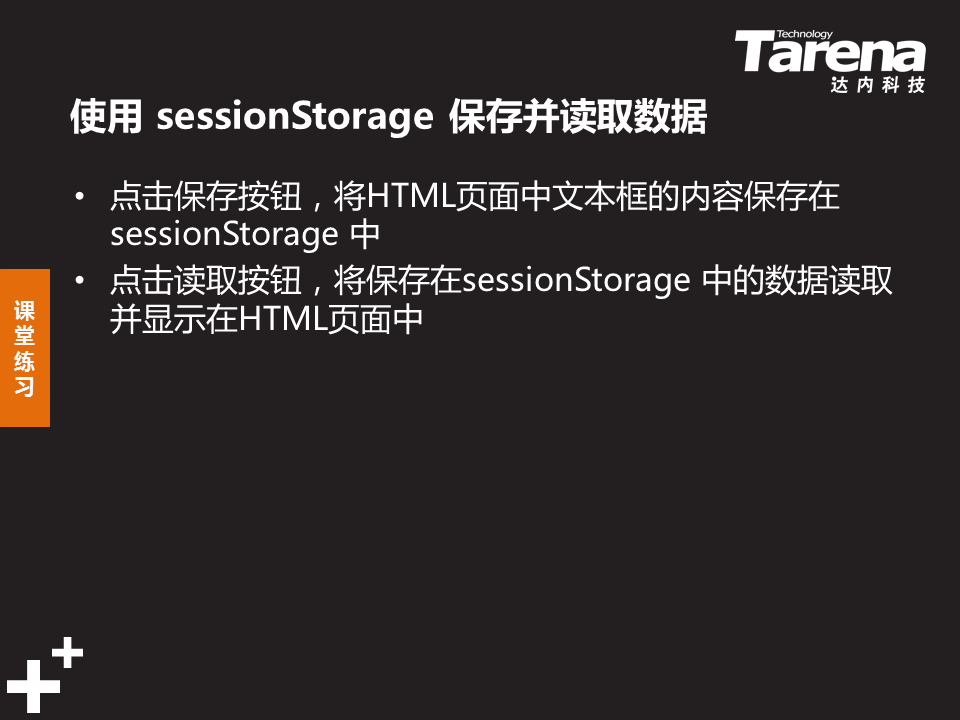 Technology
Tarena
达内科技
使用 sessionStorage 保存并读取数据
• 点击保存按钮，将HTML页面中文本框的内容保存在
sessionStorage 中
• 点击读取按钮，将保存在sessionStorage 中的数据读取
并显示在HTML页面中
课
堂
练
习